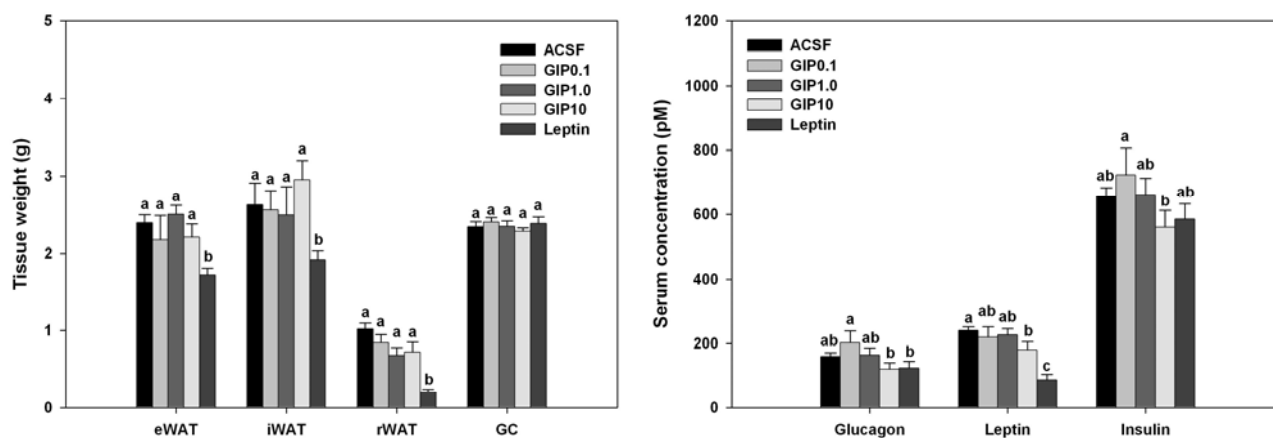 5
4
3
2
1
0
Tissue weight (g)
ACSF
GIP0.1
GIP1.0
GIP10
Leptin
a a a a b
a a a a b
a a a a b
a a a a a
eWAT iWAT rWAT GC
1200
1000
800
600
400
200
0
Serum concentration (pM)
ACSF
GIP0.1
GIP1.0
GIP10
Leptin
ab a ab b b
a ab ab b c
ab a ab b ab
Glucagon Leptin Insulin